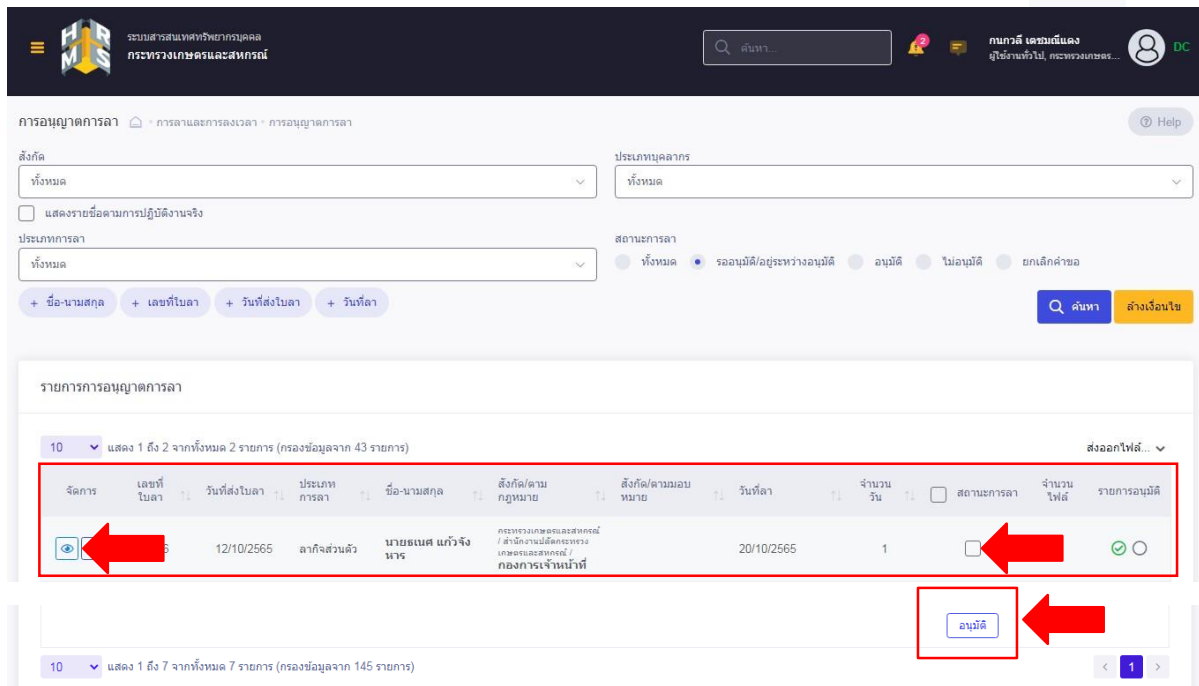 HR
MS
ระบบสารสนเทศทรัพยากรบุคคล
กระทรวงเกษตรและสหกรณ์
ค้นหา...
2
กนกวลี เตชมณีแดง
ผู้ใช้งานทั่วไป, กระทรวงเกษตร...
DC
การอนุญาตการลา การลาและการลงเวลา - การอนุญาตการลา
Help
สังกัด
ประเภทบุคลากร
ทั้งหมด
ทั้งหมด
แสดงรายชื่อตามการปฏิบัติงานจริง
ประเภทการลา
สถานะการลา
ทั้งหมด
ทั้งหมด รออนุมัติ/อยู่ระหว่างอนุมัติ อนุมัติ ไม่อนุมัติ ยกเลิกคำขอ
+ ชื่อ-นามสกุล + เลขที่ใบลา + วันที่ส่งใบลา + วันที่ลา
ค้นหา ล้างเงื่อนไข
รายการการอนุญาตการลา
10 แสดง 1 ถึง 2 จากทั้งหมด 2 รายการ (กรองข้อมูลจาก 43 รายการ)
ส่งออกไฟล์...
จัดการ
เลขที่
ใบลา
วันที่ส่งใบลา
ประเภท
การลา
ชื่อ-นามสกุล
สังกัด/ตาม
กฎหมาย
สังกัด/ตามมอบ
หมาย
วันที่ลา
จำนวน
วัน
สถานะการลา
จำนวน
ไฟล์
รายการอนุมัติ
6
12/10/2565
ลากิจส่วนตัว
นายธเนศ แก้วจัง
หาร
กระทรวงเกษตรและสหกรณ์
/ สำนักงานปลัดกระทรวง
เกษตรและสหกรณ์ /
กองการเจ้าหน้าที่
20/10/2565
1
อนุมัติ
10 แสดง 1 ถึง 7 จากทั้งหมด 7 รายการ (กรองข้อมูลจาก 145 รายการ)
< 1 >